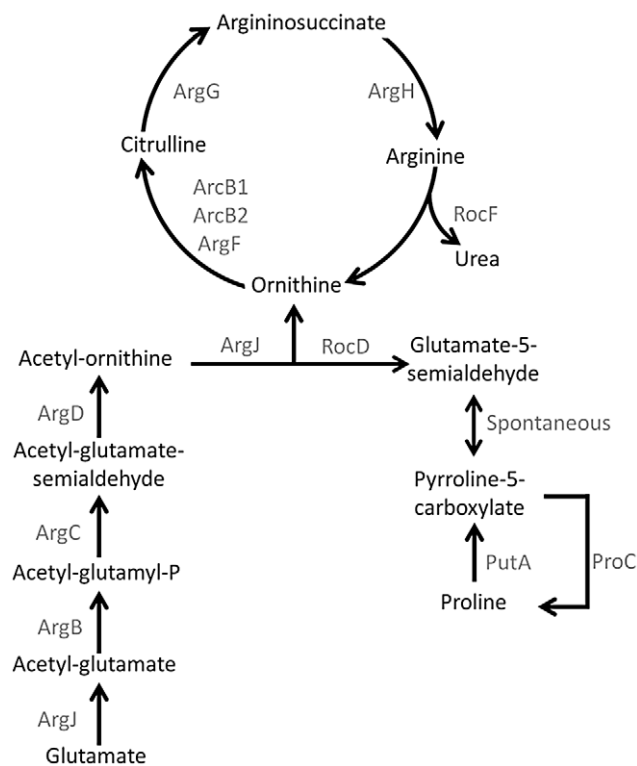 Argininosuccinate
ArgG
ArgH
Citrulline
Arginine
ArcB1
ArcB2
ArgF
RocF
Urea
Ornithine
Acetyl-ornithine
ArgJ
RocD
Glutamate-5-
semialdehyde
ArgD
Spontaneous
Acetyl-glutamate-
semialdehyde
Pyrroline-5-
carboxylate
ArgC
PutA
ProC
Acetyl-glutamyl-P
Proline
ArgB
Acetyl-glutamate
ArgJ
Glutamate